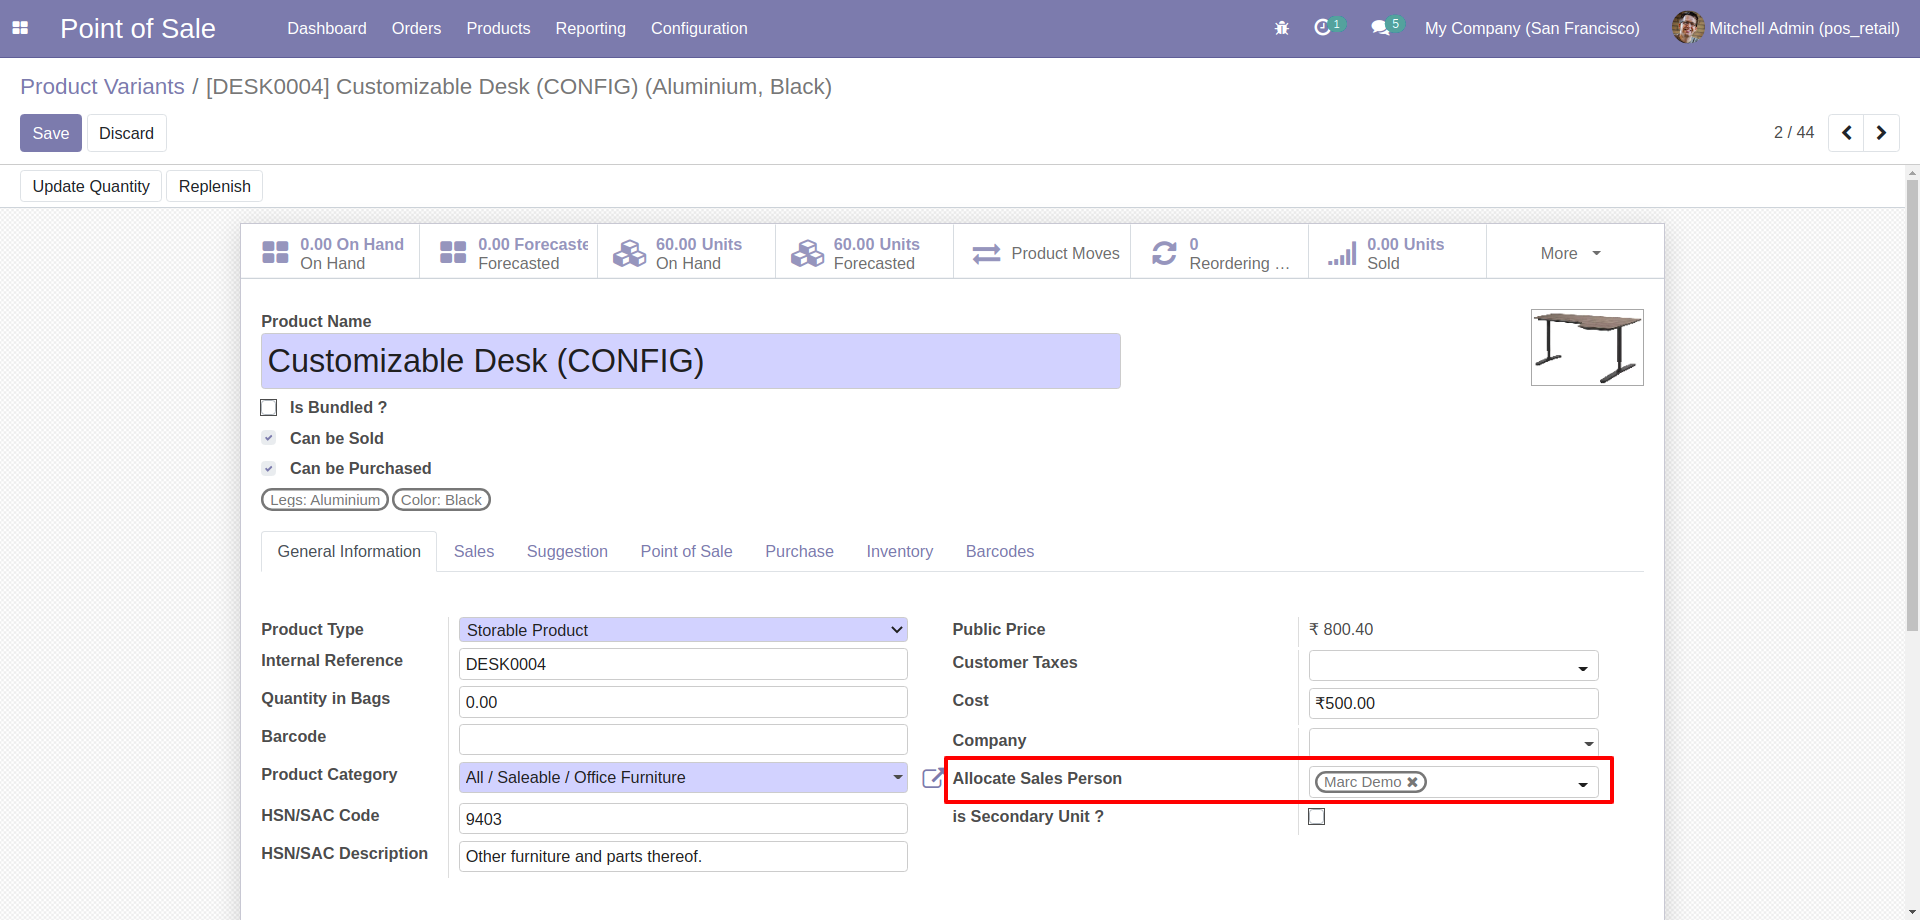 Point of Sale Dashboard Orders Products Reporting Configuration 1 5 My Company (San Francisco) Mitchell Admin (pos_retail)
Product Variants / [DESK0004] Customizable Desk (CONFIG) (Aluminium, Black)
Save Discard 2 / 44
Update Quantity Replenish
0.00 On Hand 0.00 Forecaste 60.00 Units 60.00 Units Product Moves 0 0.00 Units More
On Hand Forecasted On Hand Forecasted Reordering ... Sold
Product Name
Customizable Desk (CONFIG)
Is Bundled ?
Can be Sold
Can be Purchased
Legs: Aluminium Color: Black
General Information Sales Suggestion Point of Sale Purchase Inventory Barcodes
Product Type Storable Product Public Price ₹ 800.40
Internal Reference DESK0004 Customer Taxes
Quantity in Bags 0.00 Cost ₹500.00
Barcode Company
Product Category All / Saleable / Office Furniture Allocate Sales Person Marc Demo
HSN/SAC Code 9403 is Secondary Unit ?
HSN/SAC Description Other furniture and parts thereof.